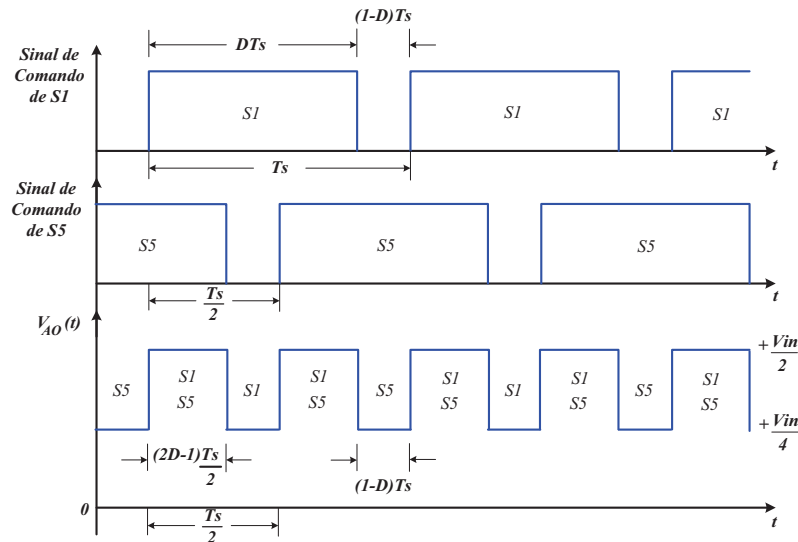 (1-D)Ts
DTs
Sinal de
Comando
de S1
S1
S1
S1
Ts
t
Sinal de
Comando
de S5
S5
S5
S5
Ts
2
t
V_AO (t)
+Vin
2
S5
S1
S5
S1
S1
S5
S5
S1
S5
S1
S1
S5
S5
S1
S5
+Vin
4
(2D-1)Ts
2
(1-D)Ts
0
Ts
2
t